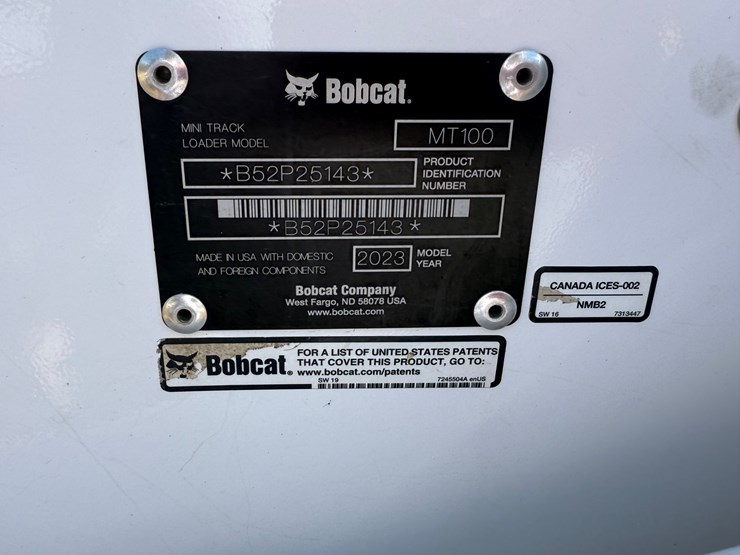 Bobcat.
MINI TRACK
LOADER MODEL
MT100
*B52P25143*
PRODUCT
IDENTIFICATION
NUMBER
*B52P25143*
MADE IN USA WITH DOMESTIC
AND FOREIGN COMPONENTS
2023
MODEL
YEAR
Bobcat Company
West Fargo, ND 58078 USA
www.bobcat.com
CANADA ICES-002
NMB2
SW 16 7313447
Bobcat.
FOR A LIST OF UNITED STATES PATENTS
THAT COVER THIS PRODUCT, GO TO:
www.bobcat.com/patents
SW 19 7245504A enUS